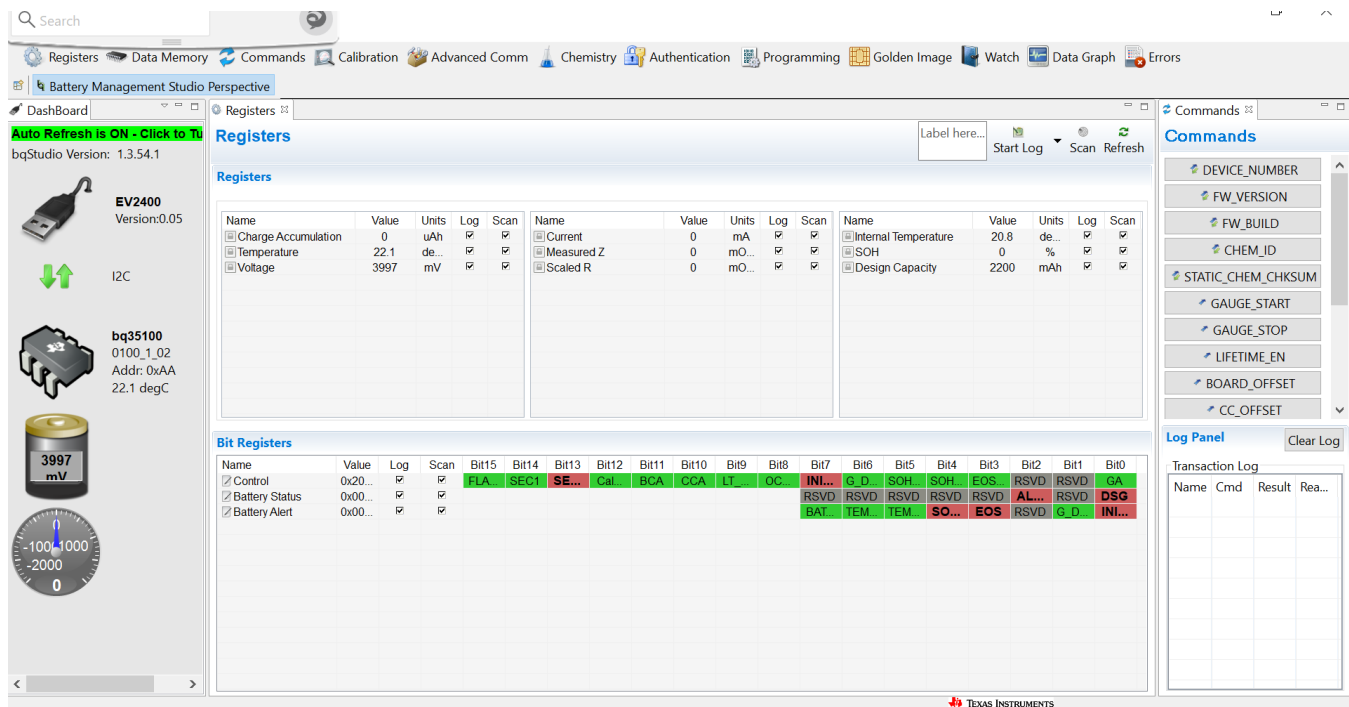 Search
Registers Data Memory Commands Calibration Advanced Comm Chemistry Authentication Programming Golden Image Watch Data Graph Errors
Battery Management Studio Perspective
DashBoard
Auto Refresh is ON - Click to Tu
bqStudio Version: 1.3.54.1
EV2400
Version:0.05
I2C
bq35100
0100_1_02
Addr: 0xAA
22.1 degC
3997
mV
-100 1000
-2000
0
0
Registers
Registers
Label here...
Start Log
Scan
Refresh
Registers
Name Value Units Log Scan
Charge Accumulation 0 uAh
Temperature 22.1 de...
Voltage 3997 mV
Name Value Units Log Scan
Current 0 mA
Measured Z 0 mO...
Scaled R 0 mO...
Name Value Units Log Scan
Internal Temperature 20.8 de...
SOH 0 %
Design Capacity 2200 mAh
Bit Registers
Name Value Log Scan Bit15 Bit14 Bit13 Bit12 Bit11 Bit10 Bit9 Bit8 Bit7 Bit6 Bit5 Bit4 Bit3 Bit2 Bit1 Bit0
Control 0x20... FLA... SEC1 SE... Cal... BCA CCA LT_... OC... INI... G_D... SOH... SOH... EOS... RSVD RSVD GA
Battery Status 0x00... RSVD RSVD RSVD RSVD RSVD AL... RSVD DSG
Battery Alert 0x00... BAT... TEM... TEM... SO... EOS RSVD G_D... INI...
Commands
Commands
DEVICE_NUMBER
FW_VERSION
FW_BUILD
CHEM_ID
STATIC_CHEM_CHKSUM
GAUGE_START
GAUGE_STOP
LIFETIME_EN
BOARD_OFFSET
CC_OFFSET
Log Panel
Clear Log
Transaction Log
Name Cmd Result Rea...
TEXAS INSTRUMENTS